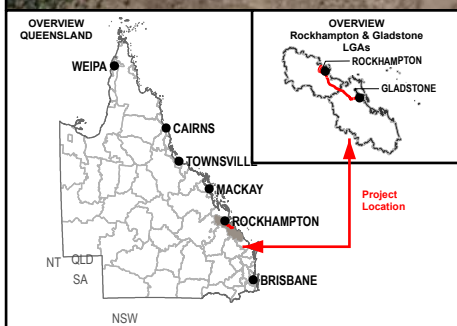 OVERVIEW
QUEENSLAND
WEIPA
CAIRNS
TOWNSVILLE
MACKAY
ROCKHAMPTON
BRISBANE
NT
QLD
SA
NSW
OVERVIEW
Rockhampton & Gladstone
LGAs
ROCKHAMPTON
GLADSTONE
Project
Location